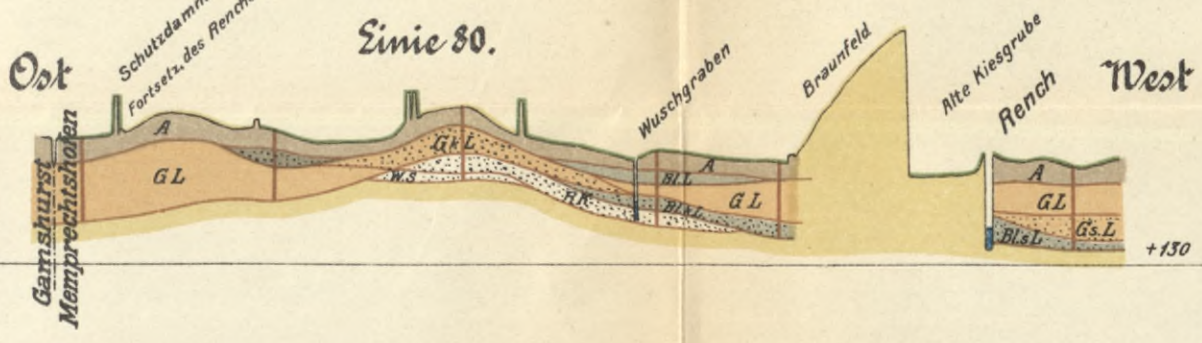 Linie 80.
Ost
West
Schutzdamm
Fortsetz. des Rench
Wuschgraben
Braunfeld
Alte Kiesgrube
Rench
Gamshurst
Memprechtshofen
A
GL
GkL
W.S
R.K
A
Bl.L
GL
Bl.k.L
A
GL
Gs.L
Bl.s L
+130